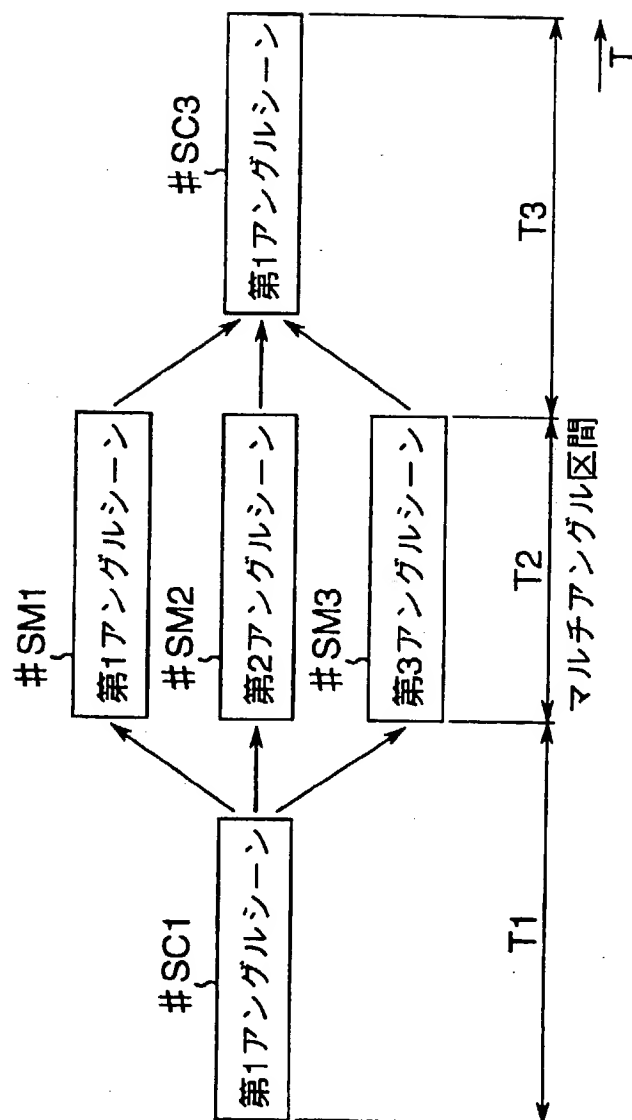 #SC1
第1アングルシーン
#SM1
第1アングルシーン
#SM2
第2アングルシーン
#SM3
第3アングルシーン
#SC3
第1アングルシーン
T1
T2
T3
マルチアングル区間
T